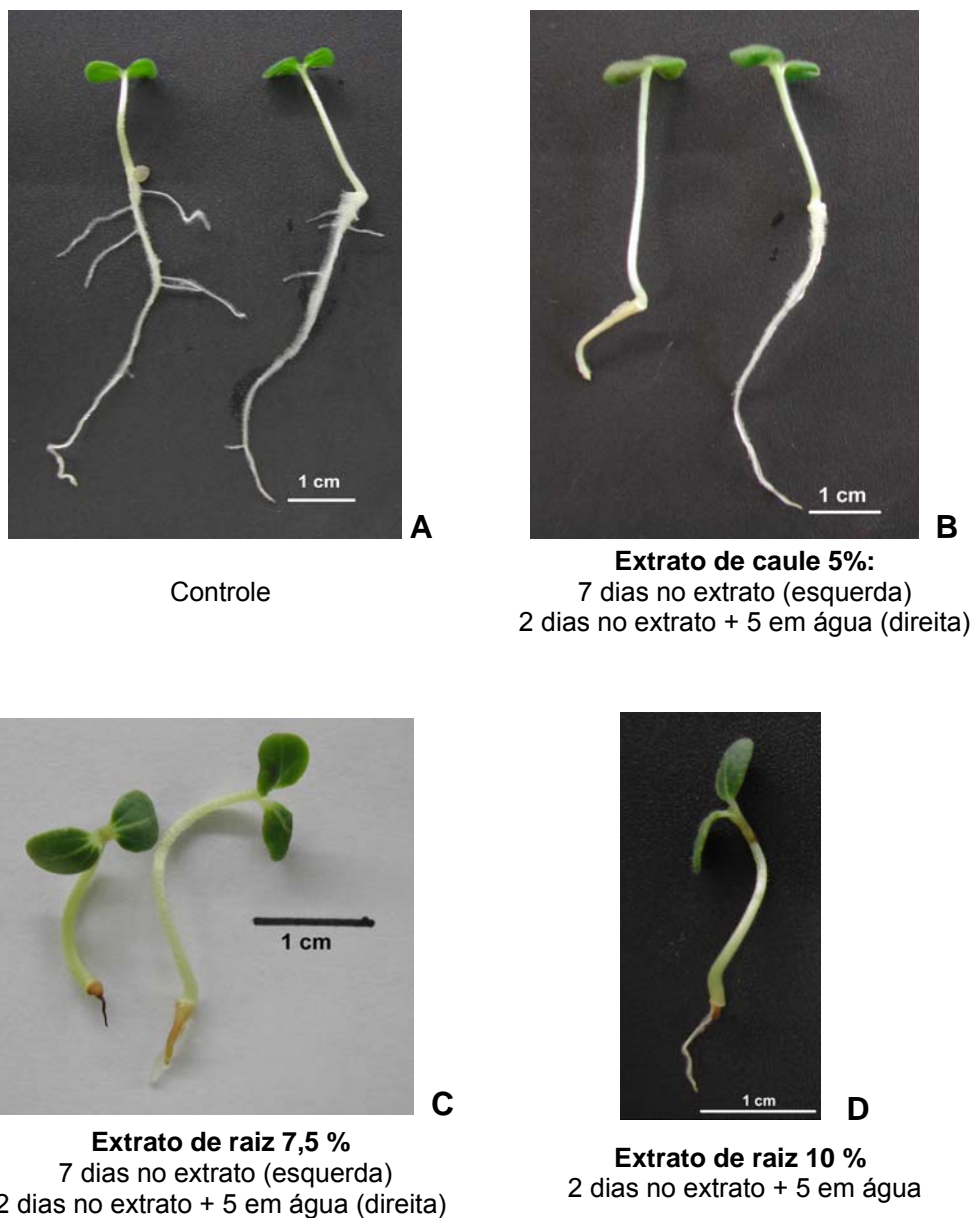 1 cm
A
1 cm
B
Controle
Extrato de caule 5%:
7 dias no extrato (esquerda)
2 dias no extrato + 5 em água (direita)
1 cm
C
1 cm
D
Extrato de raiz 7,5 %
7 dias no extrato (esquerda)
2 dias no extrato + 5 em água (direita)
Extrato de raiz 10 %
2 dias no extrato + 5 em água